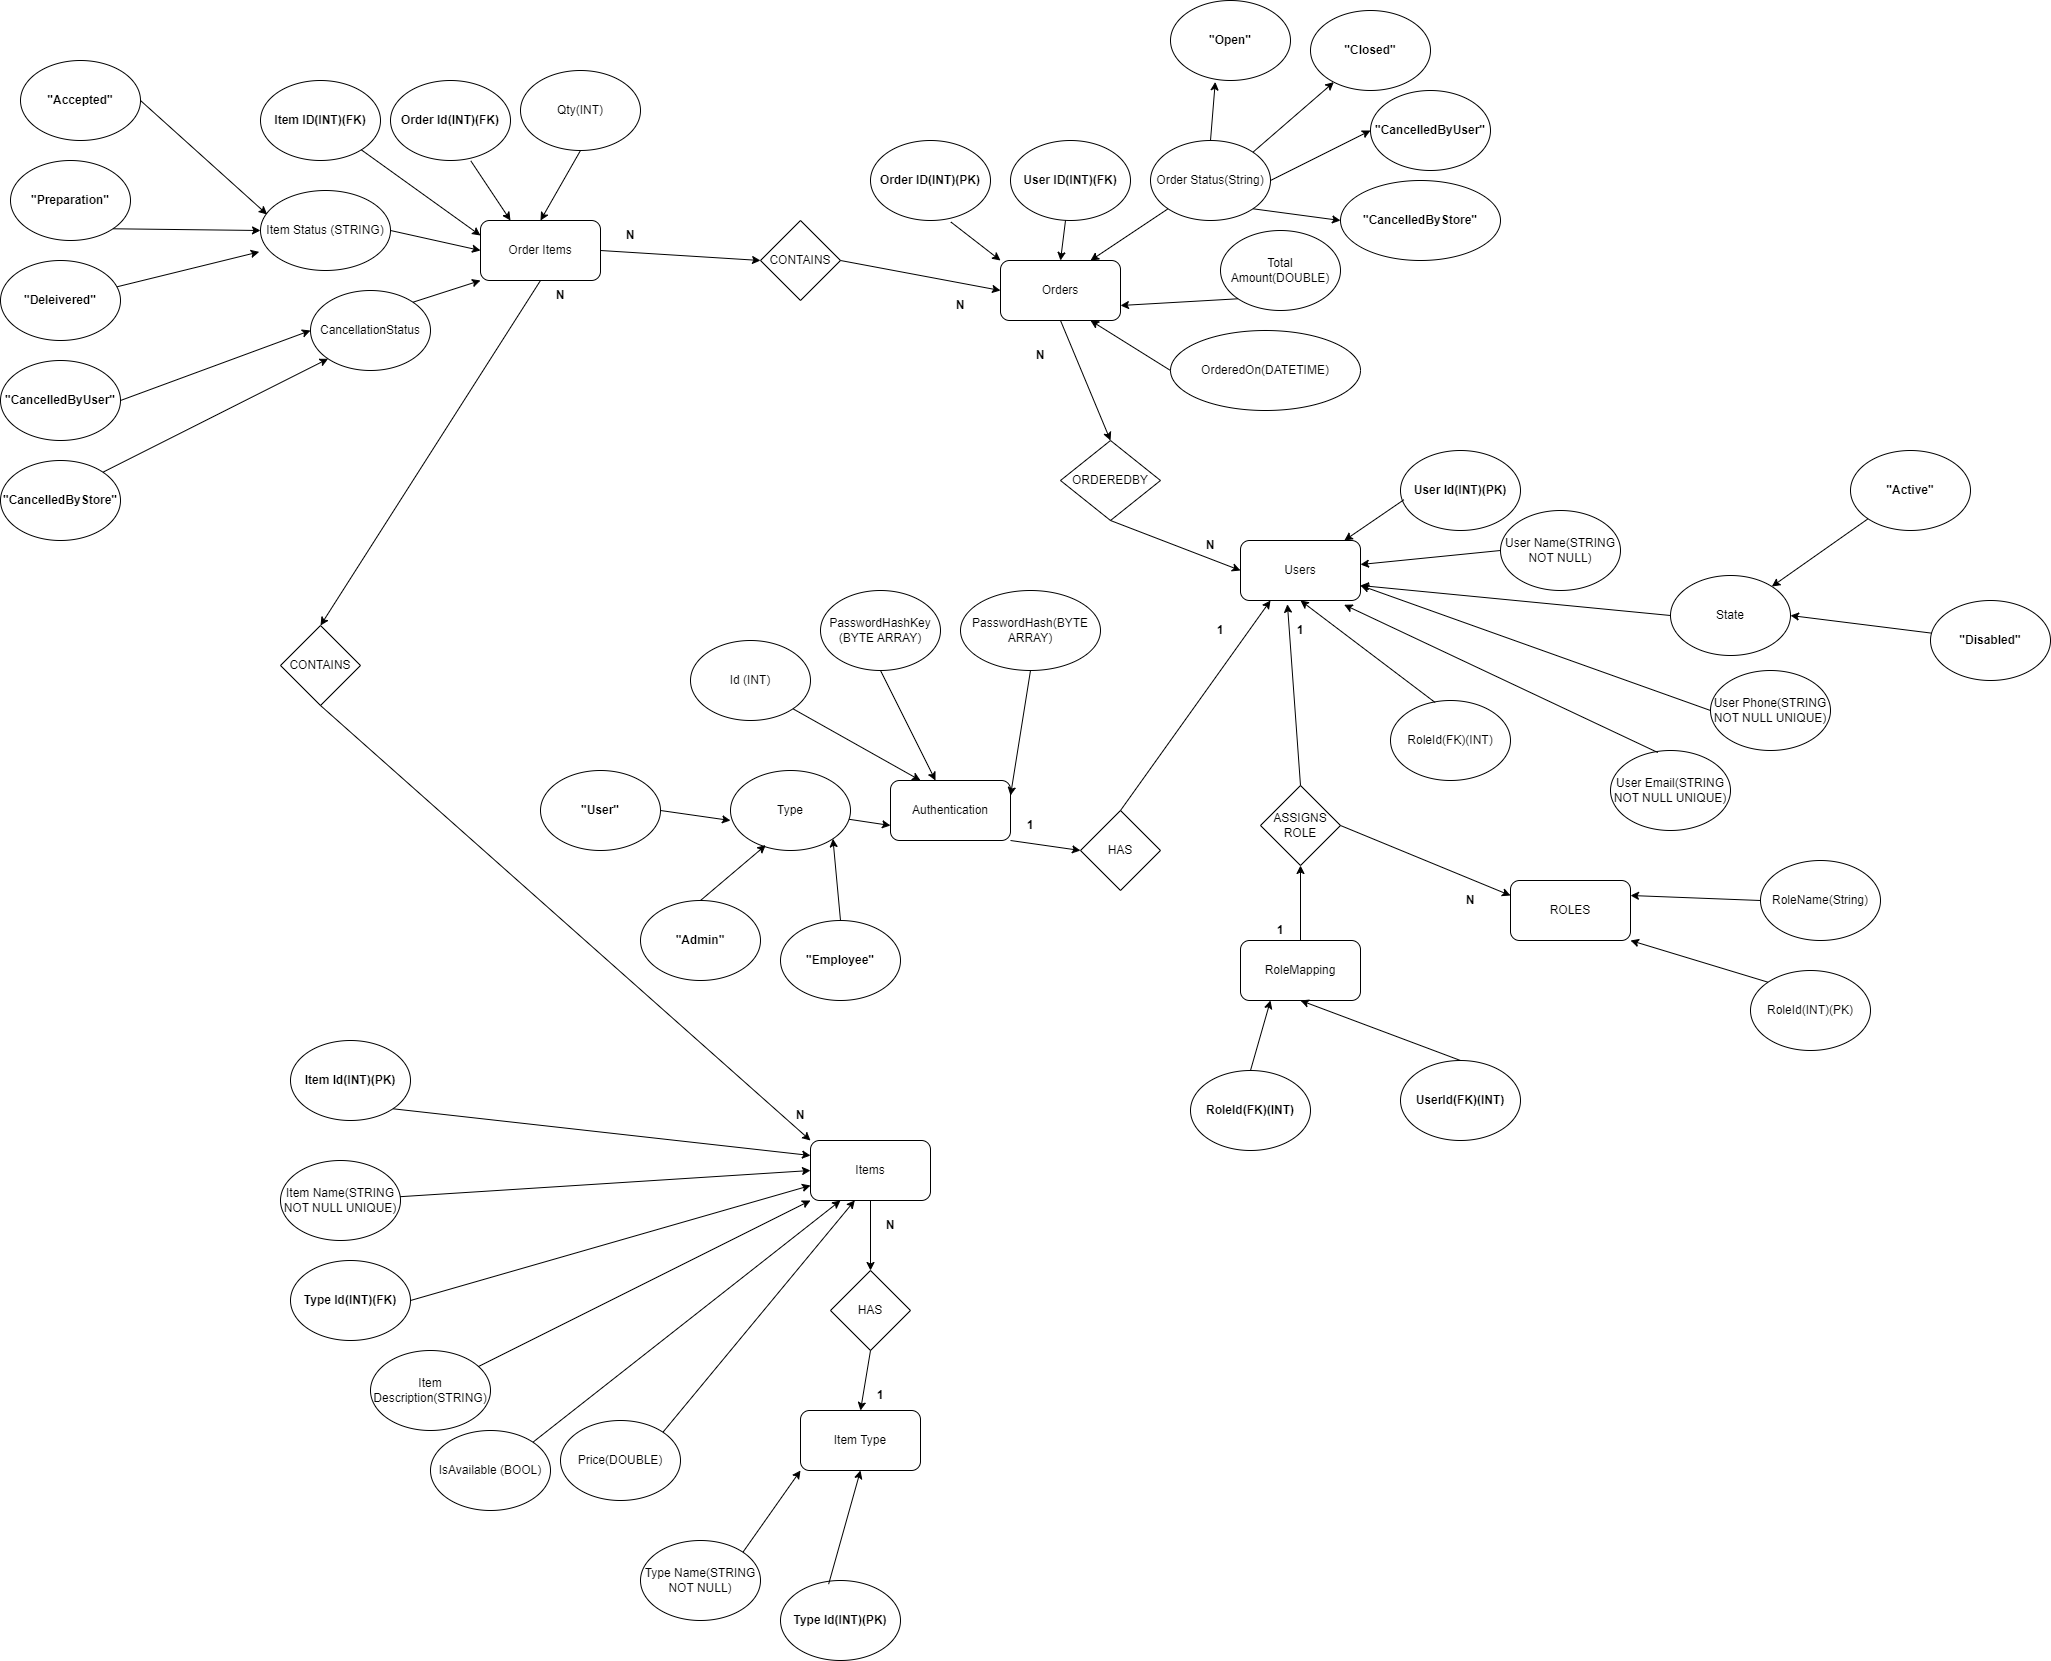 "Open"
"Closed"
"Accepted"
Item ID(INT)(FK)
Order Id(INT)(FK)
Qty(INT)
"CancelledByUser"
Order ID(INT)(PK)
User ID(INT)(FK)
Order Status(String)
"Preparation"
Item Status (STRING)
"CancelledByStore"
Order Items
N
CONTAINS
Total
Amount(DOUBLE)
Orders
N
N
"Deleivered"
CancellationStatus
N
OrderedOn(DATETIME)
"CancelledByUser"
"CancelledByStore"
ORDEREDBY
User Id(INT)(PK)
"Active"
N
Users
User Name(STRING
NOT NULL)
State
"Disabled"
1
1
PasswordHashKey
(BYTE ARRAY)
PasswordHash(BYTE
ARRAY)
CONTAINS
Id (INT)
User Phone(STRING
NOT NULL UNIQUE)
RoleId(FK)(INT)
User Email(STRING
NOT NULL UNIQUE)
"User"
Type
Authentication
1
HAS
ASSIGNS
ROLE
"Admin"
"Employee"
N
ROLES
RoleName(String)
1
RoleMapping
RoleId(INT)(PK)
RoleId(FK)(INT)
UserId(FK)(INT)
Item Id(INT)(PK)
N
Items
Item Name(STRING
NOT NULL UNIQUE)
N
Type Id(INT)(FK)
HAS
Item
Description(STRING)
1
IsAvailable (BOOL)
Price(DOUBLE)
Item Type
Type Name(STRING
NOT NULL)
Type Id(INT)(PK)